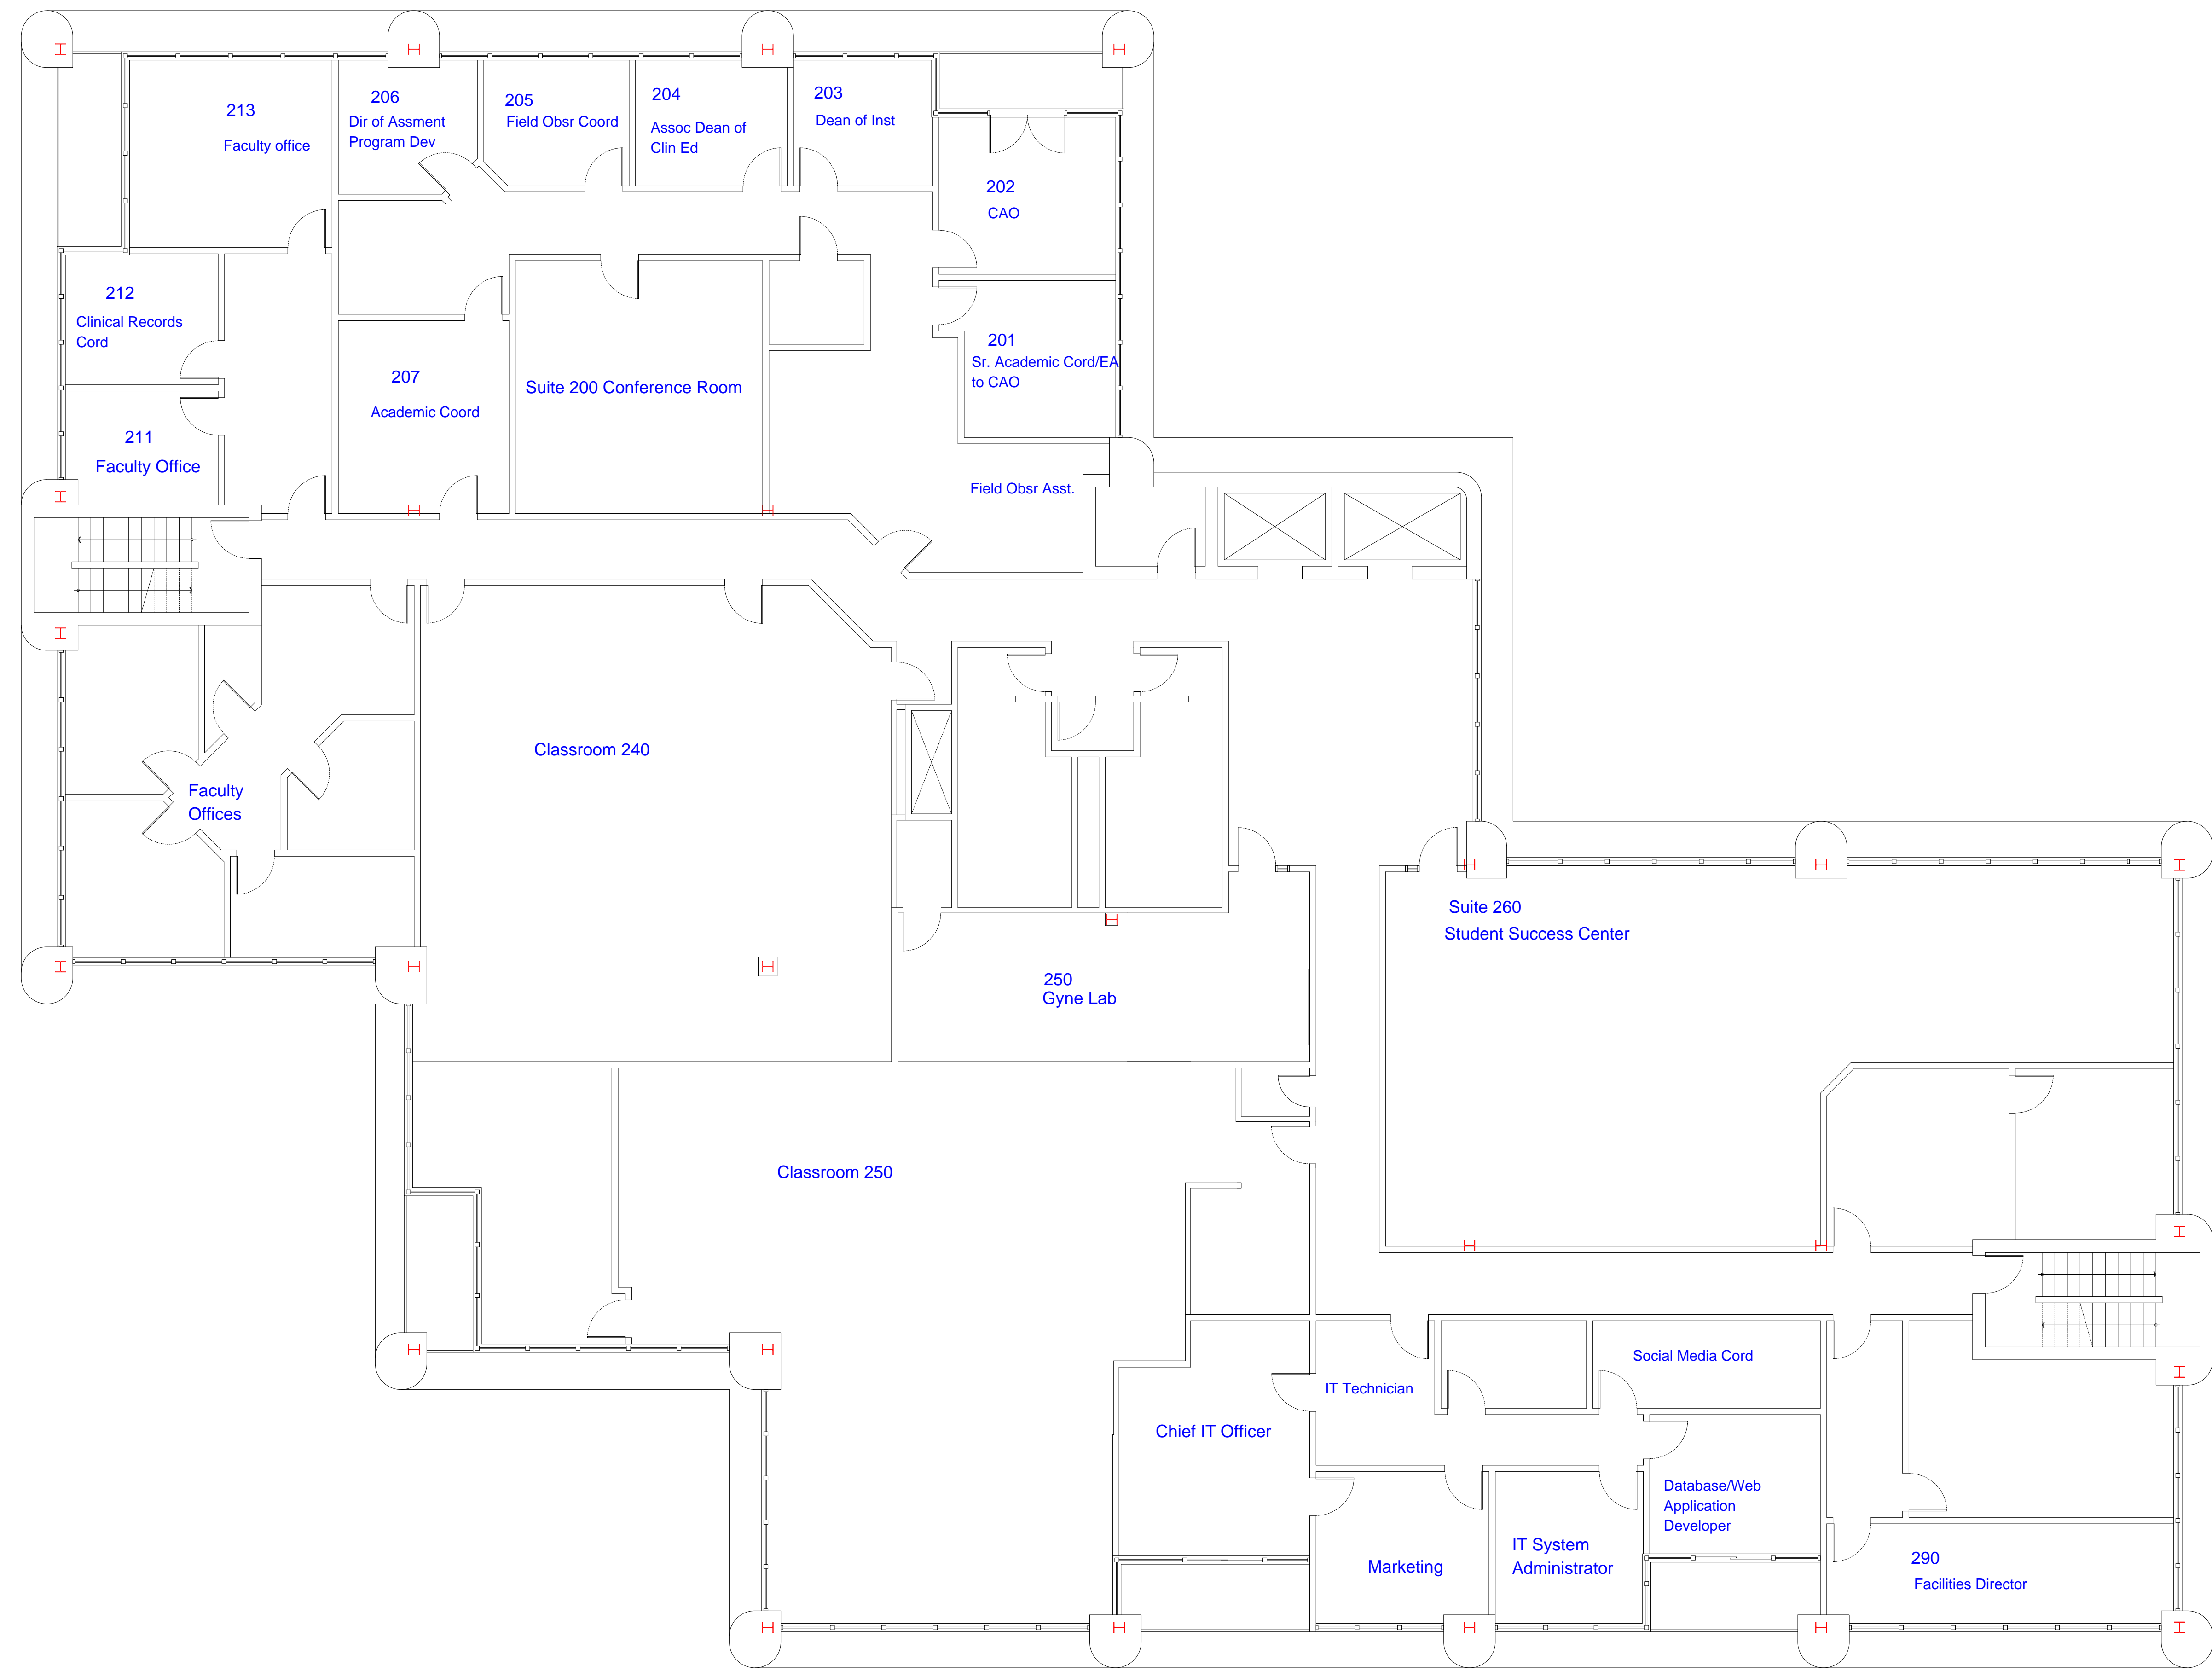 213
Faculty office
206
Dir of Assment
Program Dev
205
Field Obsr Coord
204
Assoc Dean of
Clin Ed
203
Dean of Inst
202
CAO
212
Clinical Records
Cord
201
Sr. Academic Cord/EA
to CAO
207
Academic Coord
Suite 200 Conference Room
211
Faculty Office
Field Obsr Asst.
Classroom 240
Faculty
Offices
Suite 260
Student Success Center
250
Gyne Lab
Classroom 250
Social Media Cord
IT Technician
Chief IT Officer
Database/Web
Application
Developer
IT System
Administrator
Marketing
290
Facilities Director